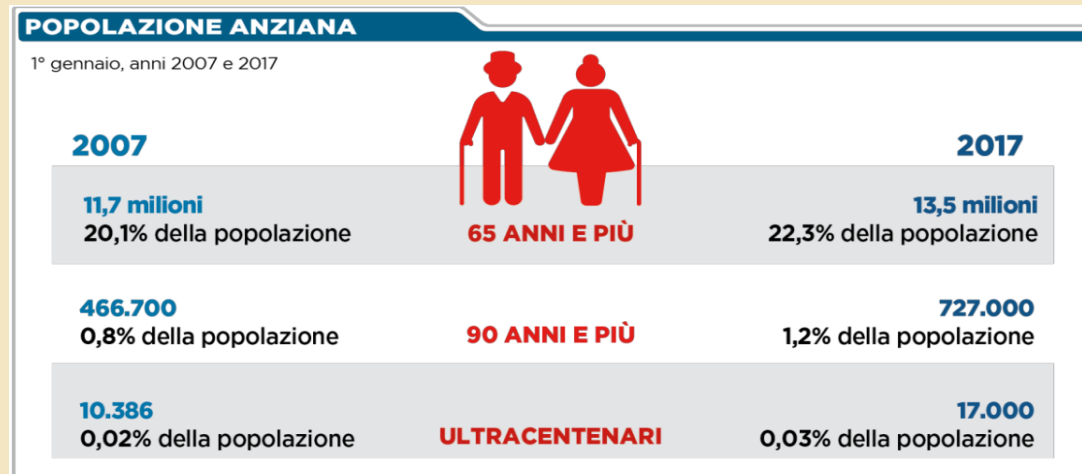 POPOLAZIONE ANZIANA
1° gennaio, anni 2007 e 2017
2007
2017
11,7 milioni
20,1% della popolazione
65 ANNI E PIÙ
13,5 milioni
22,3% della popolazione
466.700
0,8% della popolazione
90 ANNI E PIÙ
727.000
1,2% della popolazione
10.386
0,02% della popolazione
ULTRACENTENARI
17.000
0,03% della popolazione